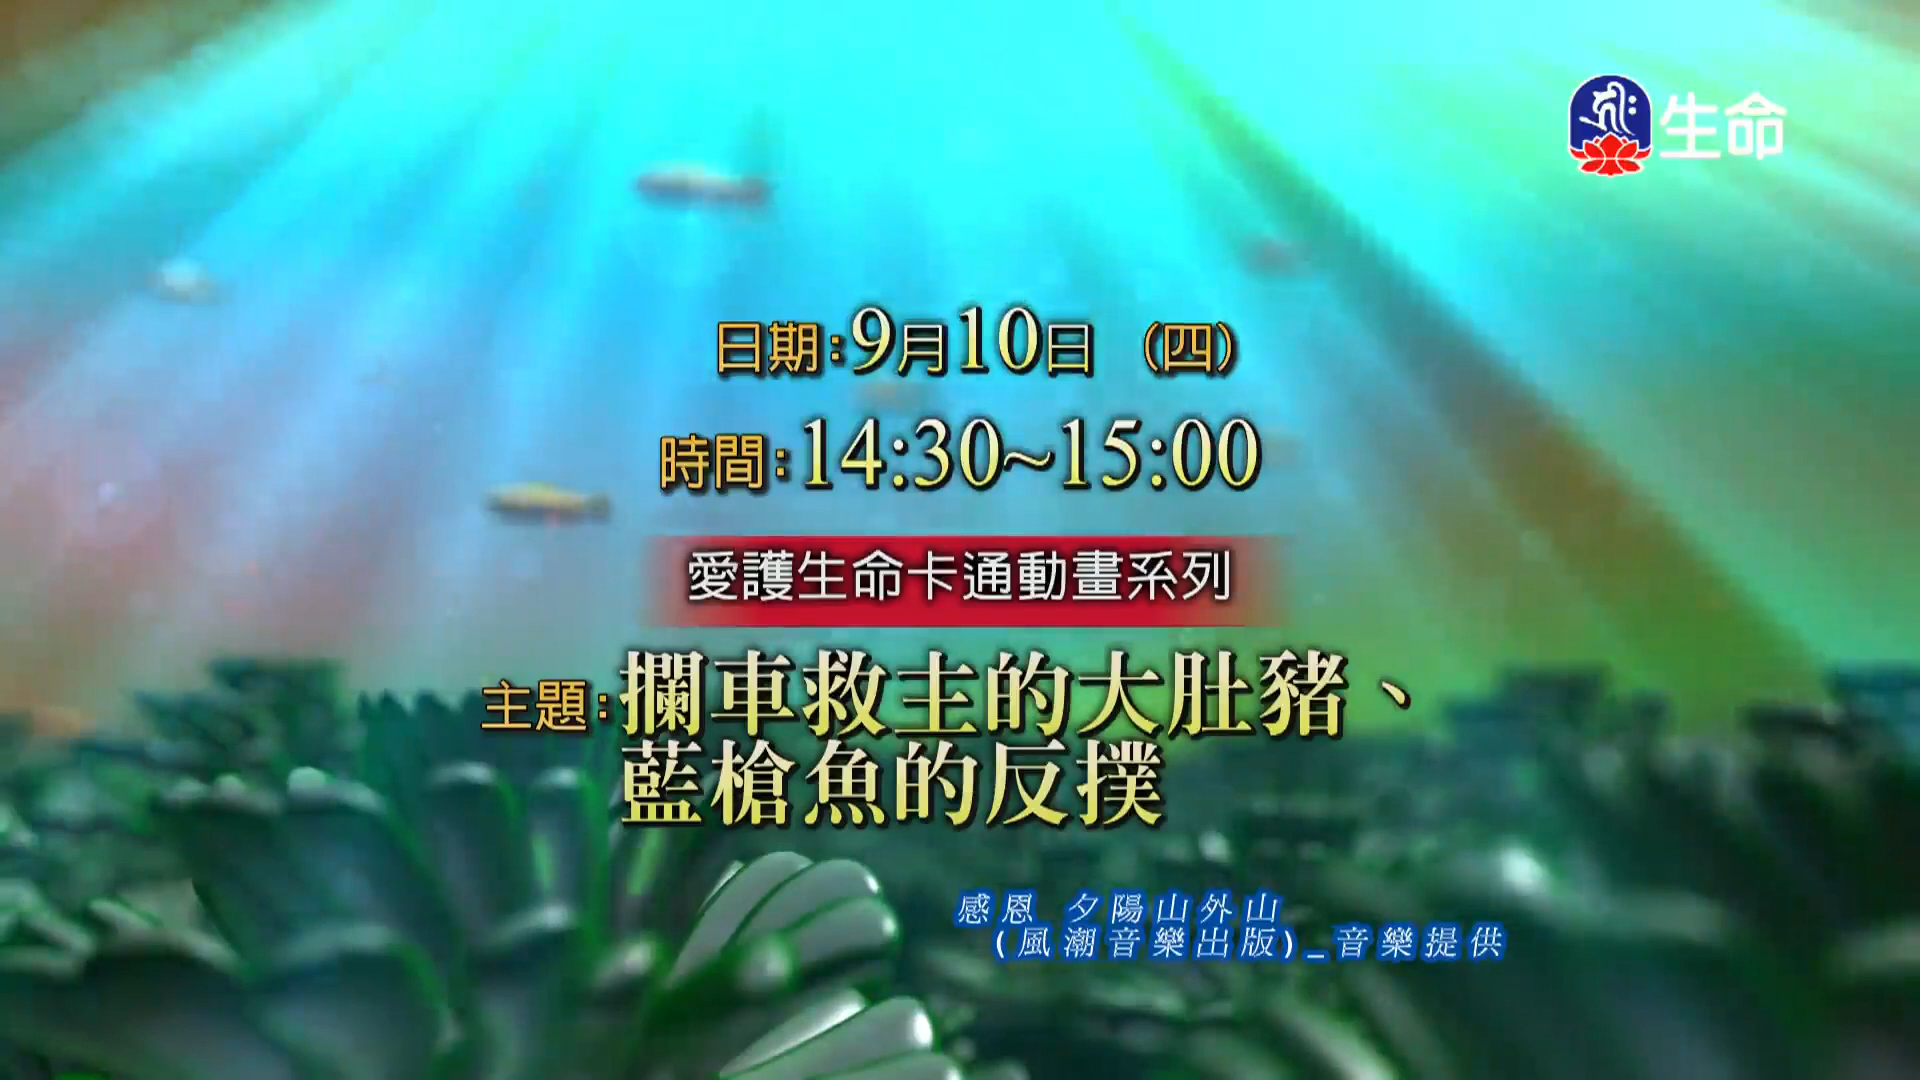 生命
日期:9月10日 (四)
時間:14:30~15:00
愛護生命卡通動畫系列
主題:攔車救主的大肚豬、
藍槍魚的反撲
感恩 夕陽山外山
(風潮音樂出版)_音樂提供